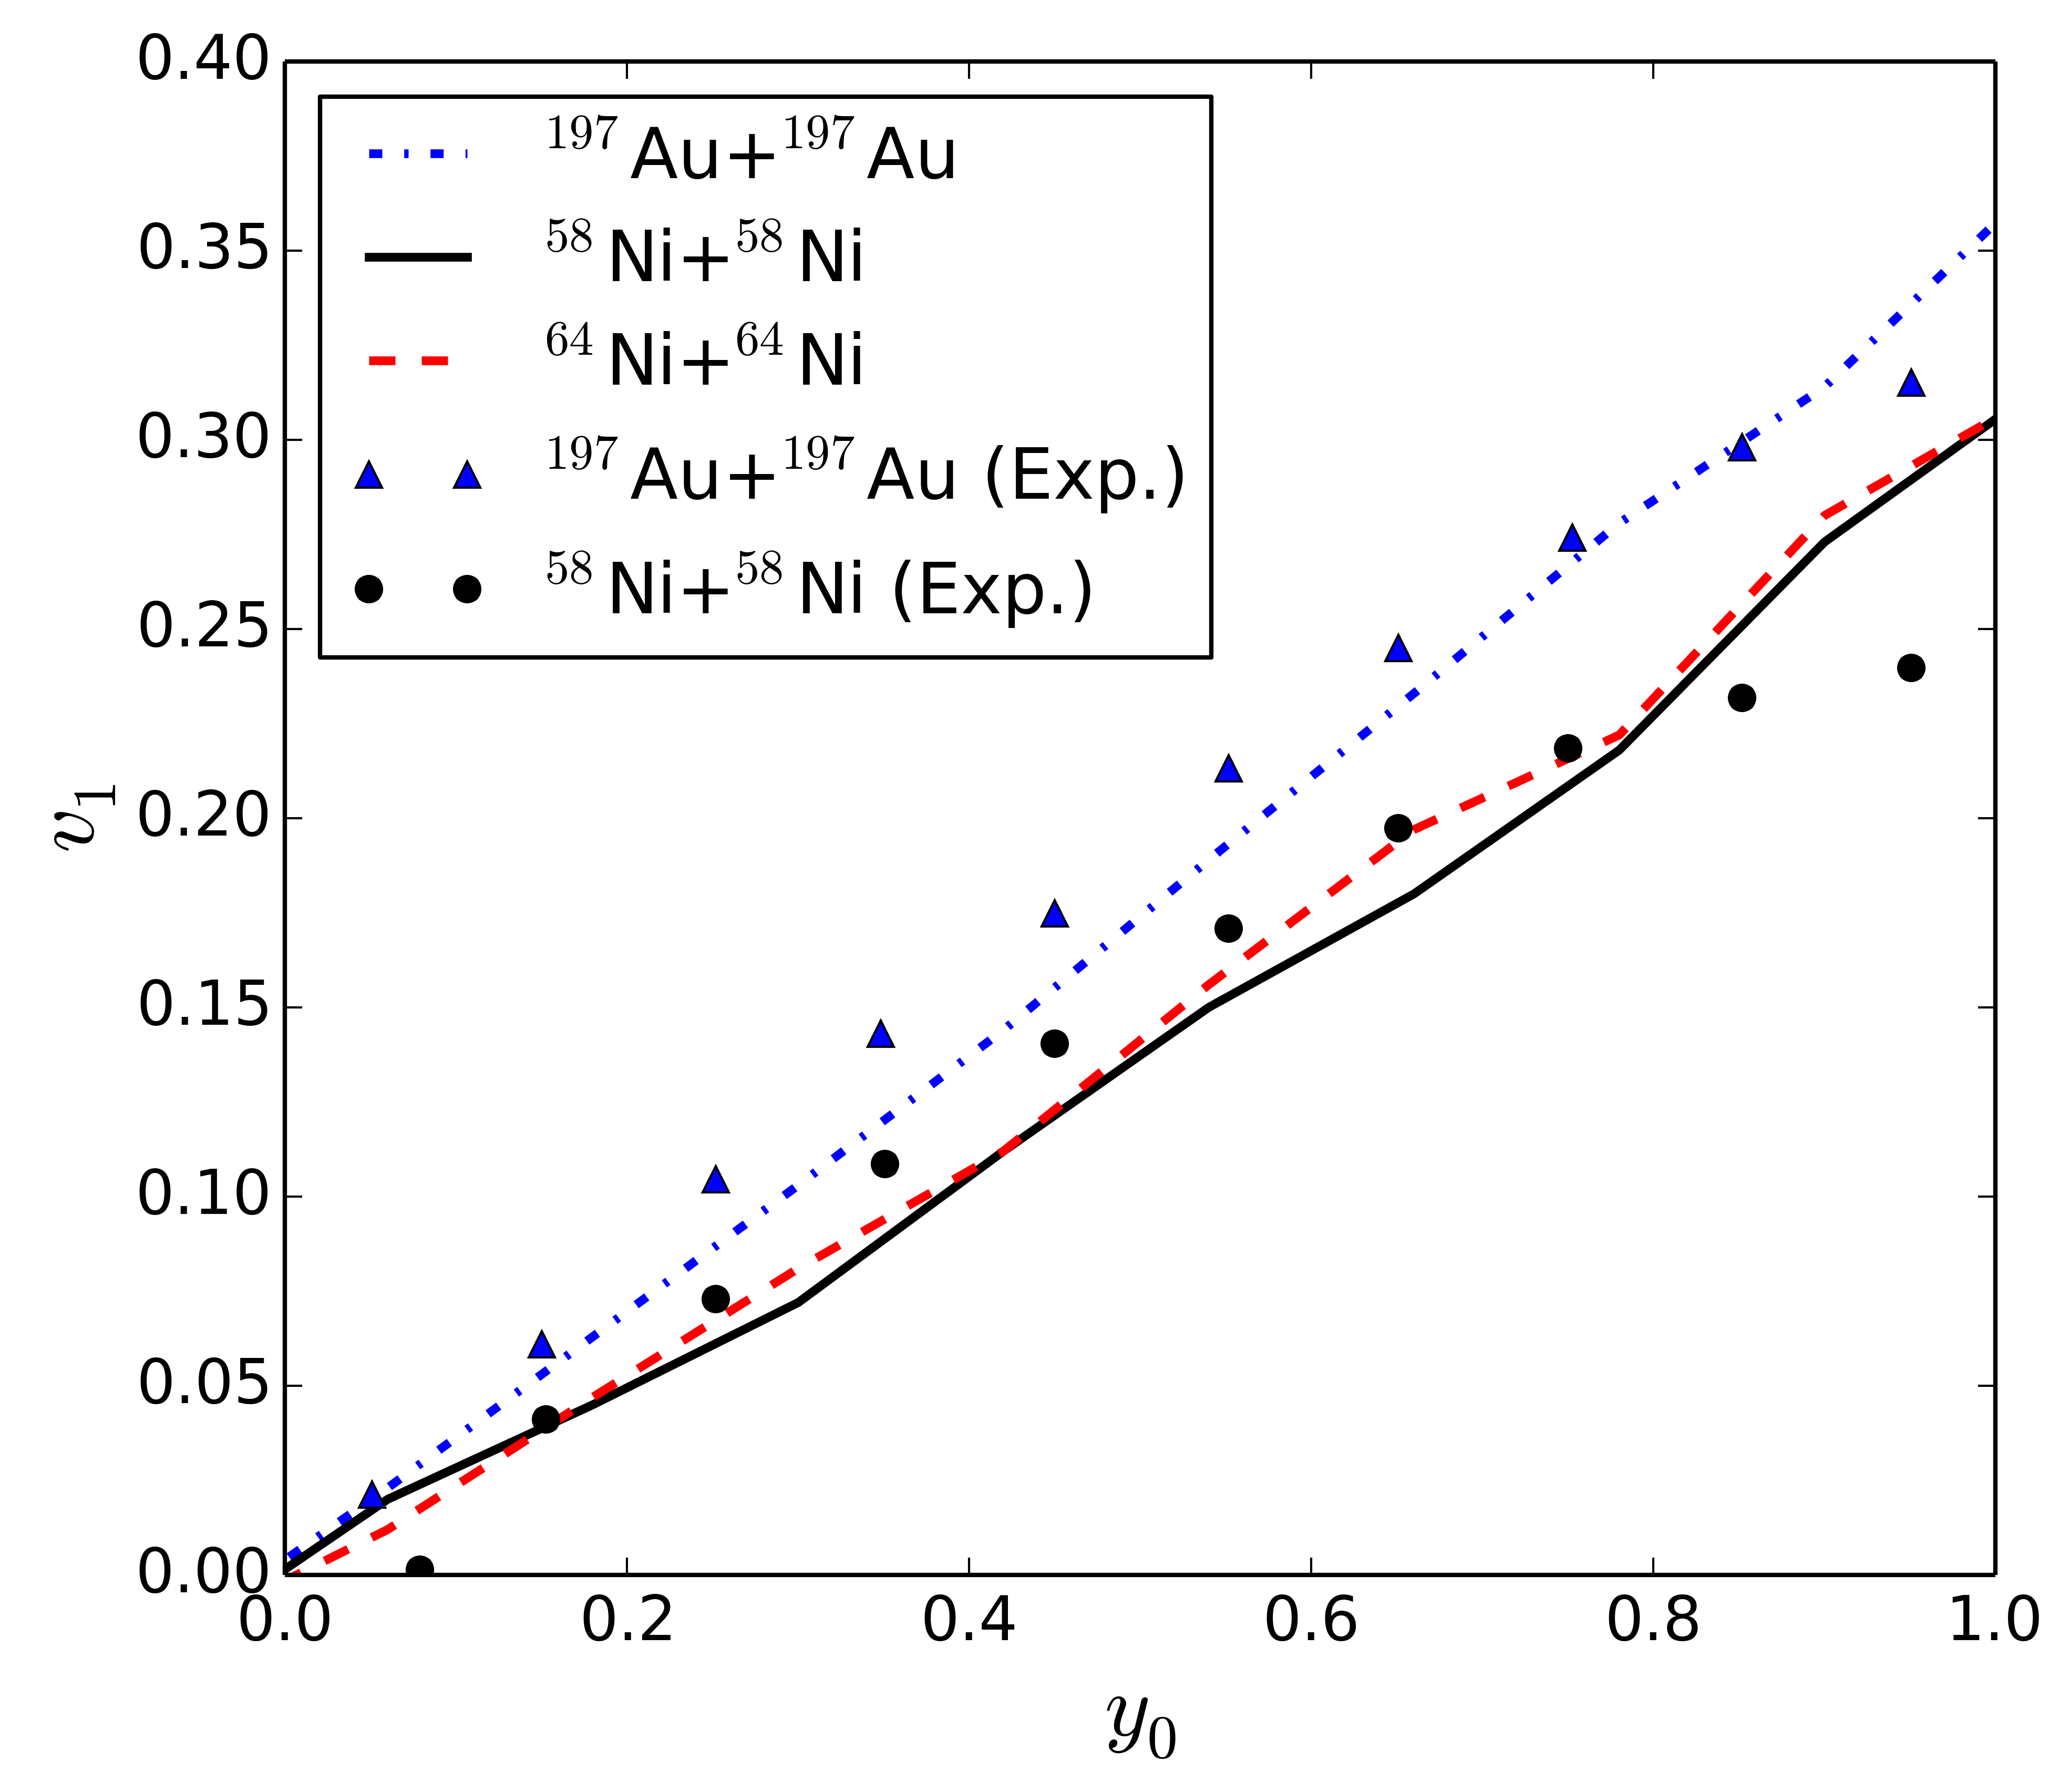 0.40
0.35
0.30
0.25
0.20
0.15
0.10
0.05
0.00
v₁
¹⁹⁷Au+¹⁹⁷Au
⁵⁸Ni+⁵⁸Ni
⁶⁴Ni+⁶⁴Ni
¹⁹⁷Au+¹⁹⁷Au (Exp.)
⁵⁸Ni+⁵⁸Ni (Exp.)
0.0 0.2 0.4 0.6 0.8 1.0
y₀